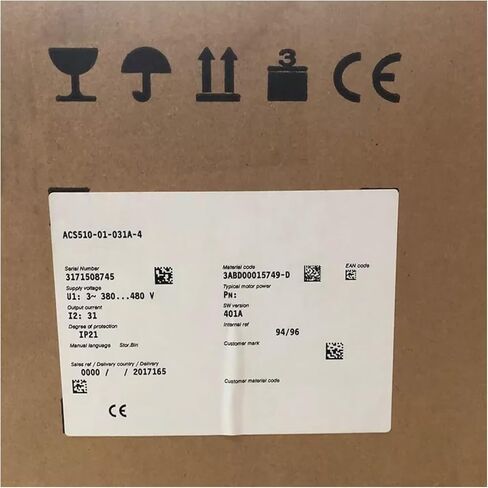 3
CE
ACS510-01-031A-4
Serial Number
3171508745
Supply voltage
U1: 3~ 380...480 V
Output current
I2: 31
Degree of protection
IP21
Manual language Stor.Bin
Sales ref / Delivery country / Delivery
0000 / / 2017165
CE
Material code
3ABD00015749-D
EAN code
Typical motor power
PN:
SW version
401A
Internal ref
94/96
Customer mark
Customer material code